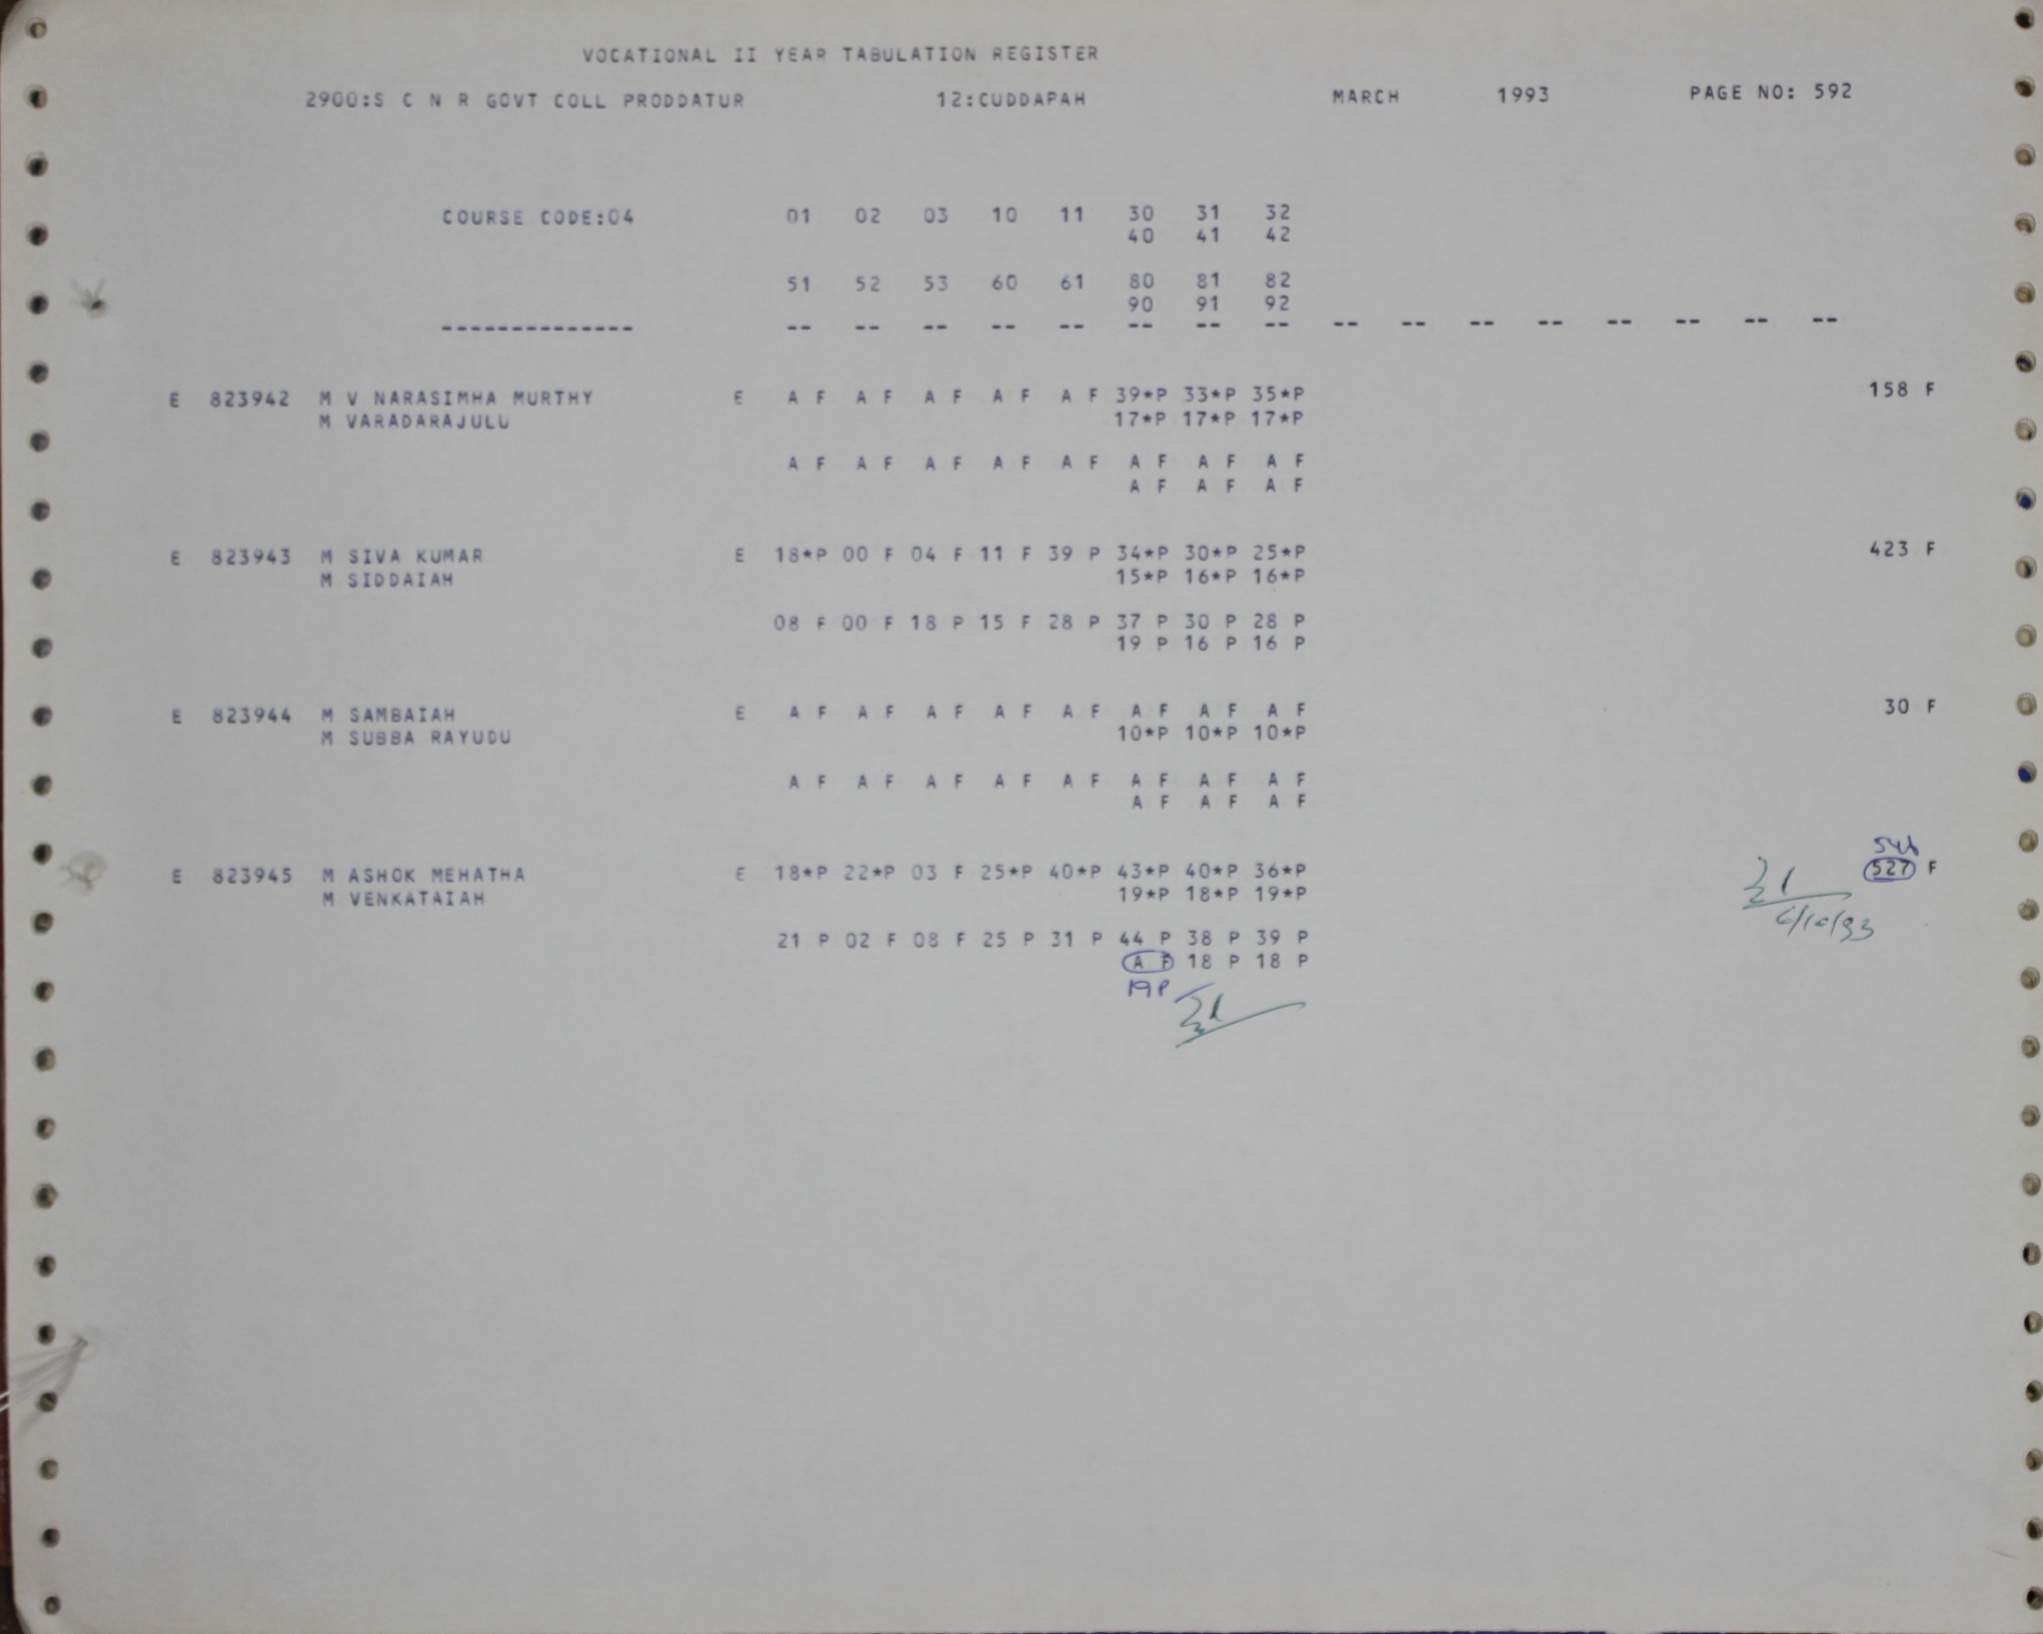 VOCATIONAL II YEAR TABULATION REGISTER
2900:S C N R GOVT COLL PRODDATUR 12:CUDDAPAH MARCH 1993 PAGE NO: 592
COURSE CODE:04 01 02 03 10 11 30 31 32
40 41 42
51 52 53 60 61 80 81 82
90 91 92
-------------- -- -- -- -- -- -- -- -- -- -- -- -- -- -- -- --
E 823942 M V NARASIMHA MURTHY E A F A F A F A F A F 39*P 33*P 35*P 158 F
M VARADARAJULU 17*P 17*P 17*P
A F A F A F A F A F A F A F A F
A F A F A F
E 823943 M SIVA KUMAR E 18*P 00 F 04 F 11 F 39 P 34*P 30*P 25*P 423 F
M SIDDAIAH 15*P 16*P 16*P
08 F 00 F 18 P 15 F 28 P 37 P 30 P 28 P
19 P 16 P 16 P
E 823944 M SAMBAIAH E A F A F A F A F A F A F A F A F 30 F
M SUBBA RAYUDU 10*P 10*P 10*P
A F A F A F A F A F A F A F A F
A F A F A F
546
E 823945 M ASHOK MEHATHA E 18*P 22*P 03 F 25*P 40*P 43*P 40*P 36*P 527 F
M VENKATAIAH 19*P 18*P 19*P
6/10/93
21 P 02 F 08 F 25 P 31 P 44 P 38 P 39 P
A F 18 P 18 P
19P